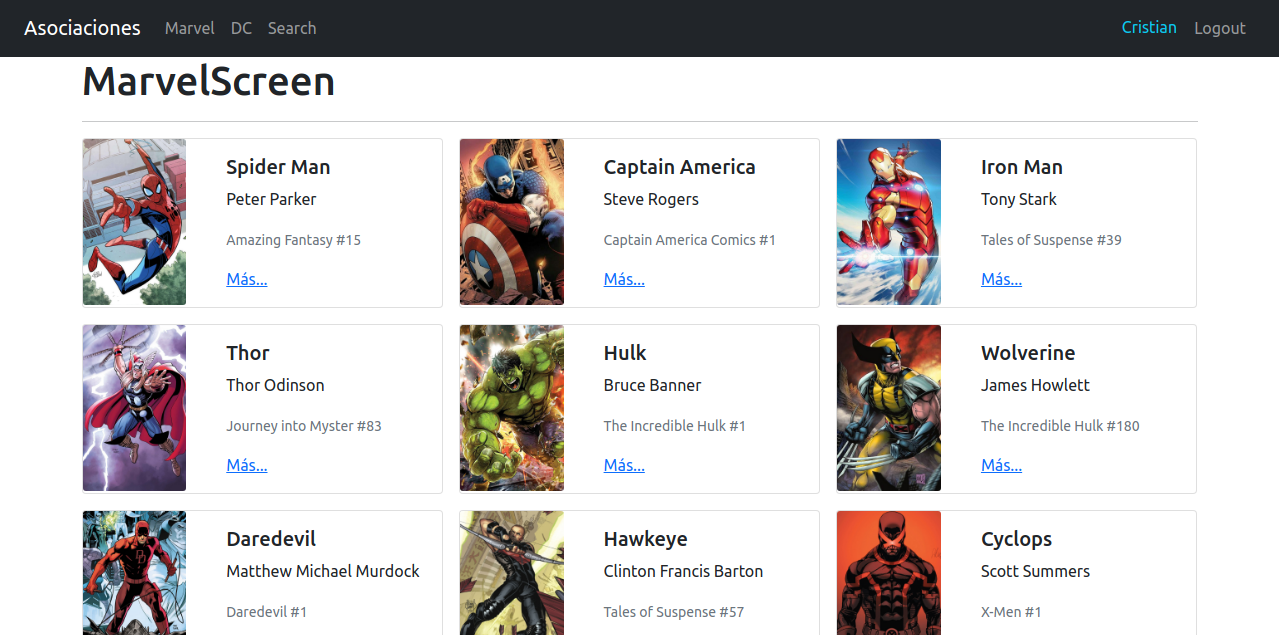 Asociaciones Marvel DC Search Cristian Logout
MarvelScreen
Spider Man
Peter Parker
Amazing Fantasy #15
Más...
Captain America
Steve Rogers
Captain America Comics #1
Más...
Iron Man
Tony Stark
Tales of Suspense #39
Más...
Thor
Thor Odinson
Journey into Myster #83
Más...
Hulk
Bruce Banner
The Incredible Hulk #1
Más...
Wolverine
James Howlett
The Incredible Hulk #180
Más...
Daredevil
Matthew Michael Murdock
Daredevil #1
Hawkeye
Clinton Francis Barton
Tales of Suspense #57
Cyclops
Scott Summers
X-Men #1